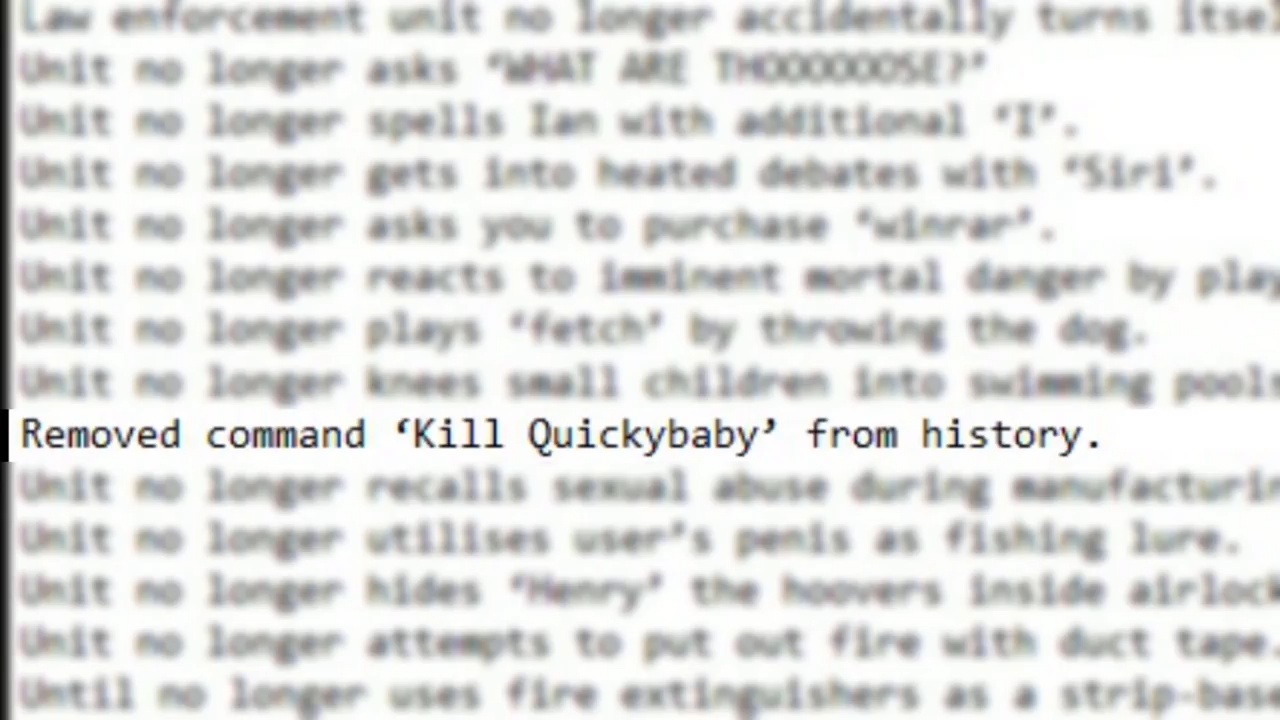 Law enforcement unit no longer accidentally turns itsel
Unit no longer asks ‘WHAT ARE THOOOOOOSE?’
Unit no longer spells Ian with additional ‘I’.
Unit no longer gets into heated debates with ‘Siri’.
Unit no longer asks you to purchase ‘winrar’.
Unit no longer reacts to imminent mortal danger by play
Unit no longer plays ‘fetch’ by throwing the dog.
Unit no longer knees small children into swimming pools
Removed command ‘Kill Quickybaby’ from history.
Unit no longer recalls sexual abuse during manufacturin
Unit no longer utilises user’s penis as fishing lure.
Unit no longer hides ‘Henry’ the hoovers inside airlock
Unit no longer attempts to put out fire with duct tape.
Until no longer uses fire extinguishers as a strip-base